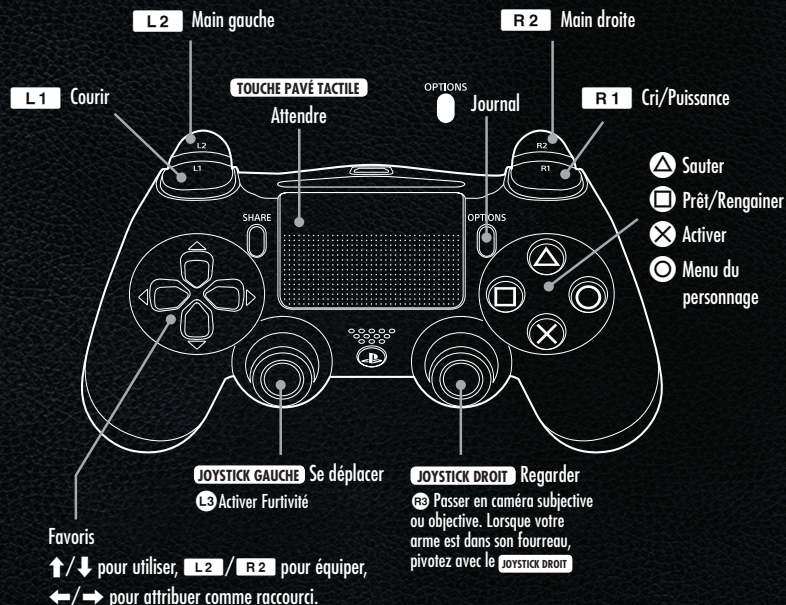 L2 Main gauche
R2 Main droite
L1 Courir
TOUCHE PAVÉ TACTILE
Attendre
OPTIONS
Journal
R1 Cri/Puissance
L2
L1
R2
R1
SHARE
OPTIONS
△ Sauter
□ Prêt/Rengainer
✕ Activer
○ Menu du
personnage
JOYSTICK GAUCHE Se déplacer
L3 Activer Furtivité
JOYSTICK DROIT Regarder
R3 Passer en caméra subjective
ou objective. Lorsque votre
arme est dans son fourreau,
pivotez avec le JOYSTICK DROIT
Favoris
↑/↓ pour utiliser, L2/R2 pour équiper,
←/→ pour attribuer comme raccourci.